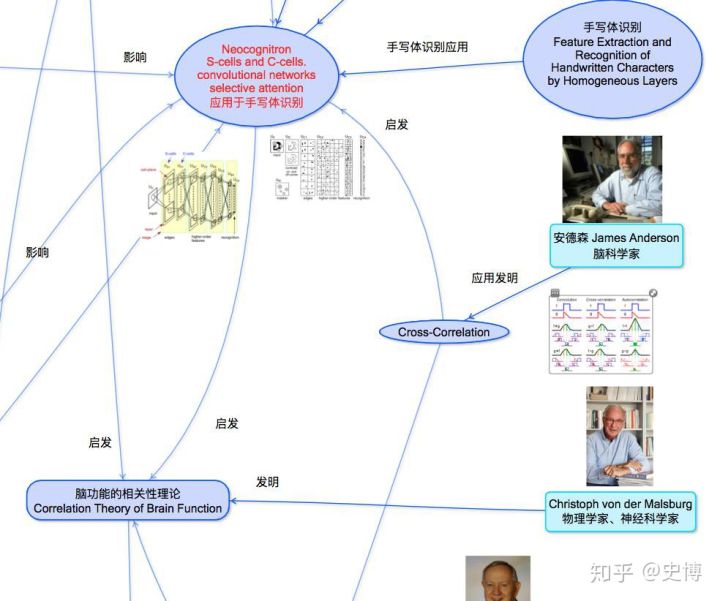 影响
Neocognitron
S-cells and C-cells.
convolutional networks
selective attention
应用于手写体识别
手写体识别应用
手写体识别
Feature Extraction and
Recognition of
Handwritten Characters
by Homogeneous Layers
启发
安德森 James Anderson
脑科学家
影响
应用发明
Convolution
Cross-correlation
Autocorrelation
Cross-Correlation
启发
启发
脑功能的相关性理论
Correlation Theory of Brain Function
发明
Christoph von der Malsburg
物理学家、神经科学家
知乎 @史博